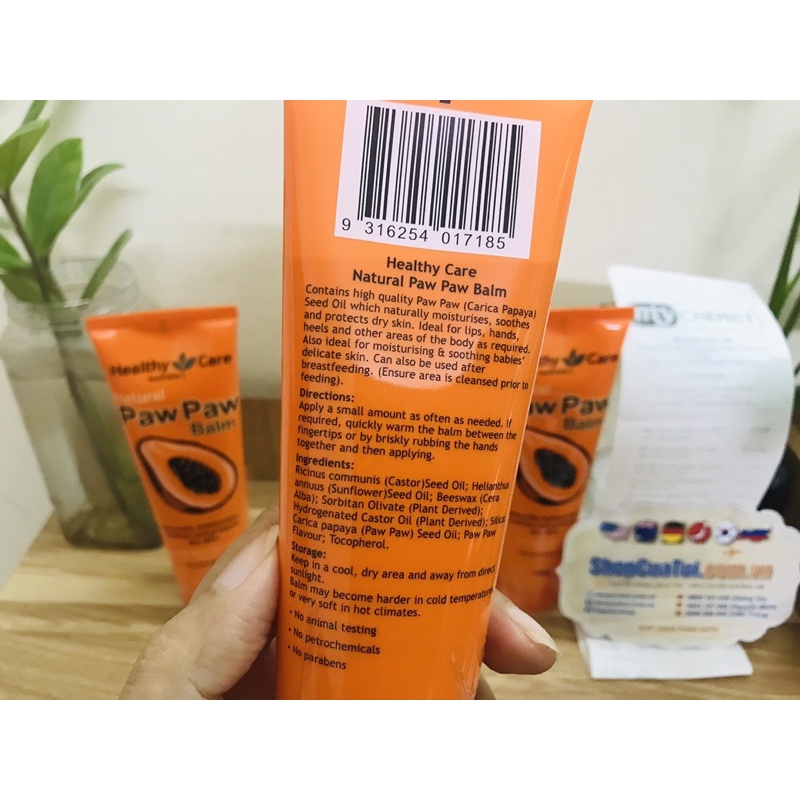 9 316254 017185
Healthy Care
Natural Paw Paw Balm
Contains high quality Paw Paw (Carica Papaya)
Seed Oil which naturally moisturises, soothes
and protects dry skin. Ideal for lips, hands,
heels and other areas of the body as required.
Also ideal for moisturising & soothing babies'
delicate skin. Can also be used after
breastfeeding. (Ensure area is cleansed prior to
feeding).
Directions:
Apply a small amount as often as needed. If
required, quickly warm the balm between the
fingertips or by briskly rubbing the hands
together and then applying.
Ingredients:
Ricinus communis (Castor)Seed Oil; Helianthus
annuus (Sunflower)Seed Oil; Beeswax (Cera
Alba); Sorbitan Olivate (Plant Derived);
Hydrogenated Castor Oil (Plant Derived); Silica;
Carica papaya (Paw Paw) Seed Oil; Paw Paw
Flavour; Tocopherol.
Storage:
Keep in a cool, dry area and away from direct
sunlight.
Balm may become harder in cold temperatures
or very soft in hot climates.
• No animal testing
• No petrochemicals
• No parabens
Healthy Care
Australia
Natural
Paw Paw
Balm
Healthy Care
Paw Paw
Balm
my
ShopCuaTui.com.vn